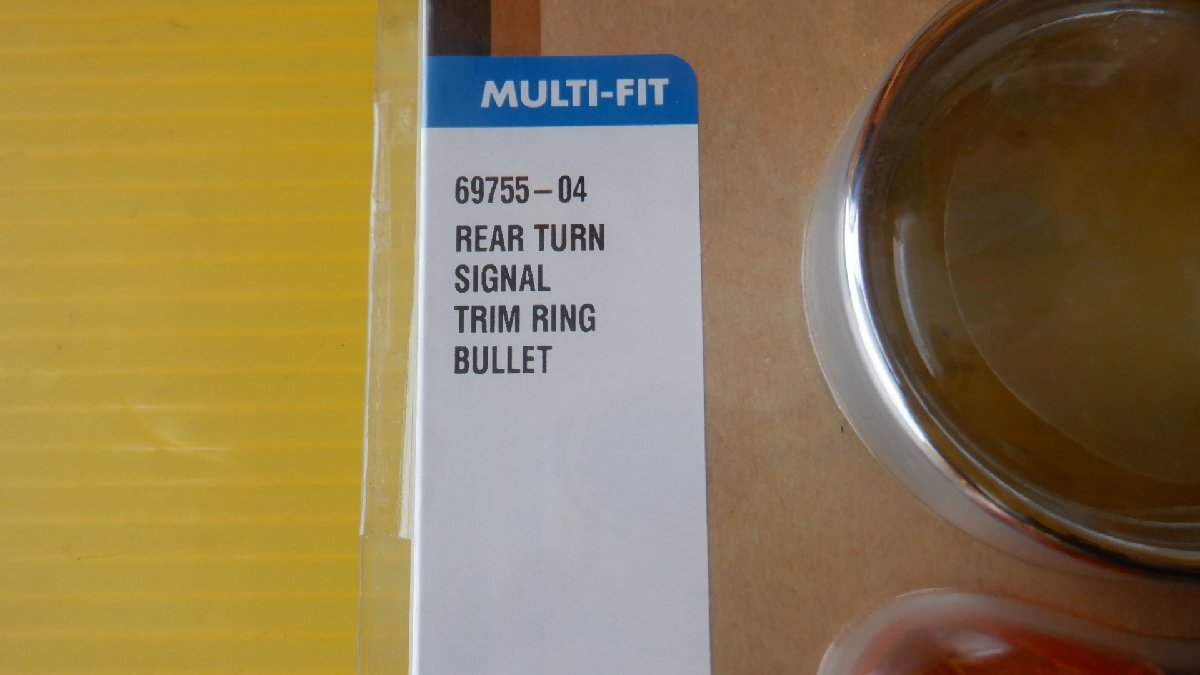 MULTI-FIT
69755-04
REAR TURN
SIGNAL
TRIM RING
BULLET